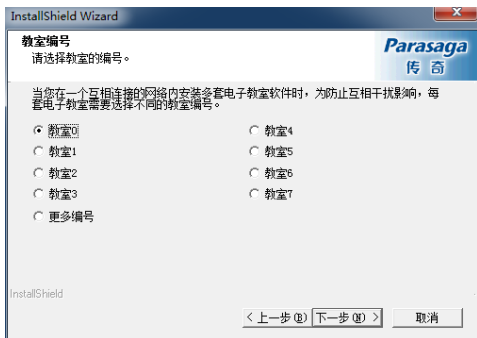 InstallShield Wizard
教室编号
请选择教室的编号。
Parasaga
传 奇
当您在一个互相连接的网络内安装多套电子教室软件时，为防止互相干扰影响，每
套电子教室需要选择不同的教室编号。
教室0
教室4
教室1
教室5
教室2
教室6
教室3
教室7
更多编号
InstallShield
< 上一步(B)
下一步(N) >
取消